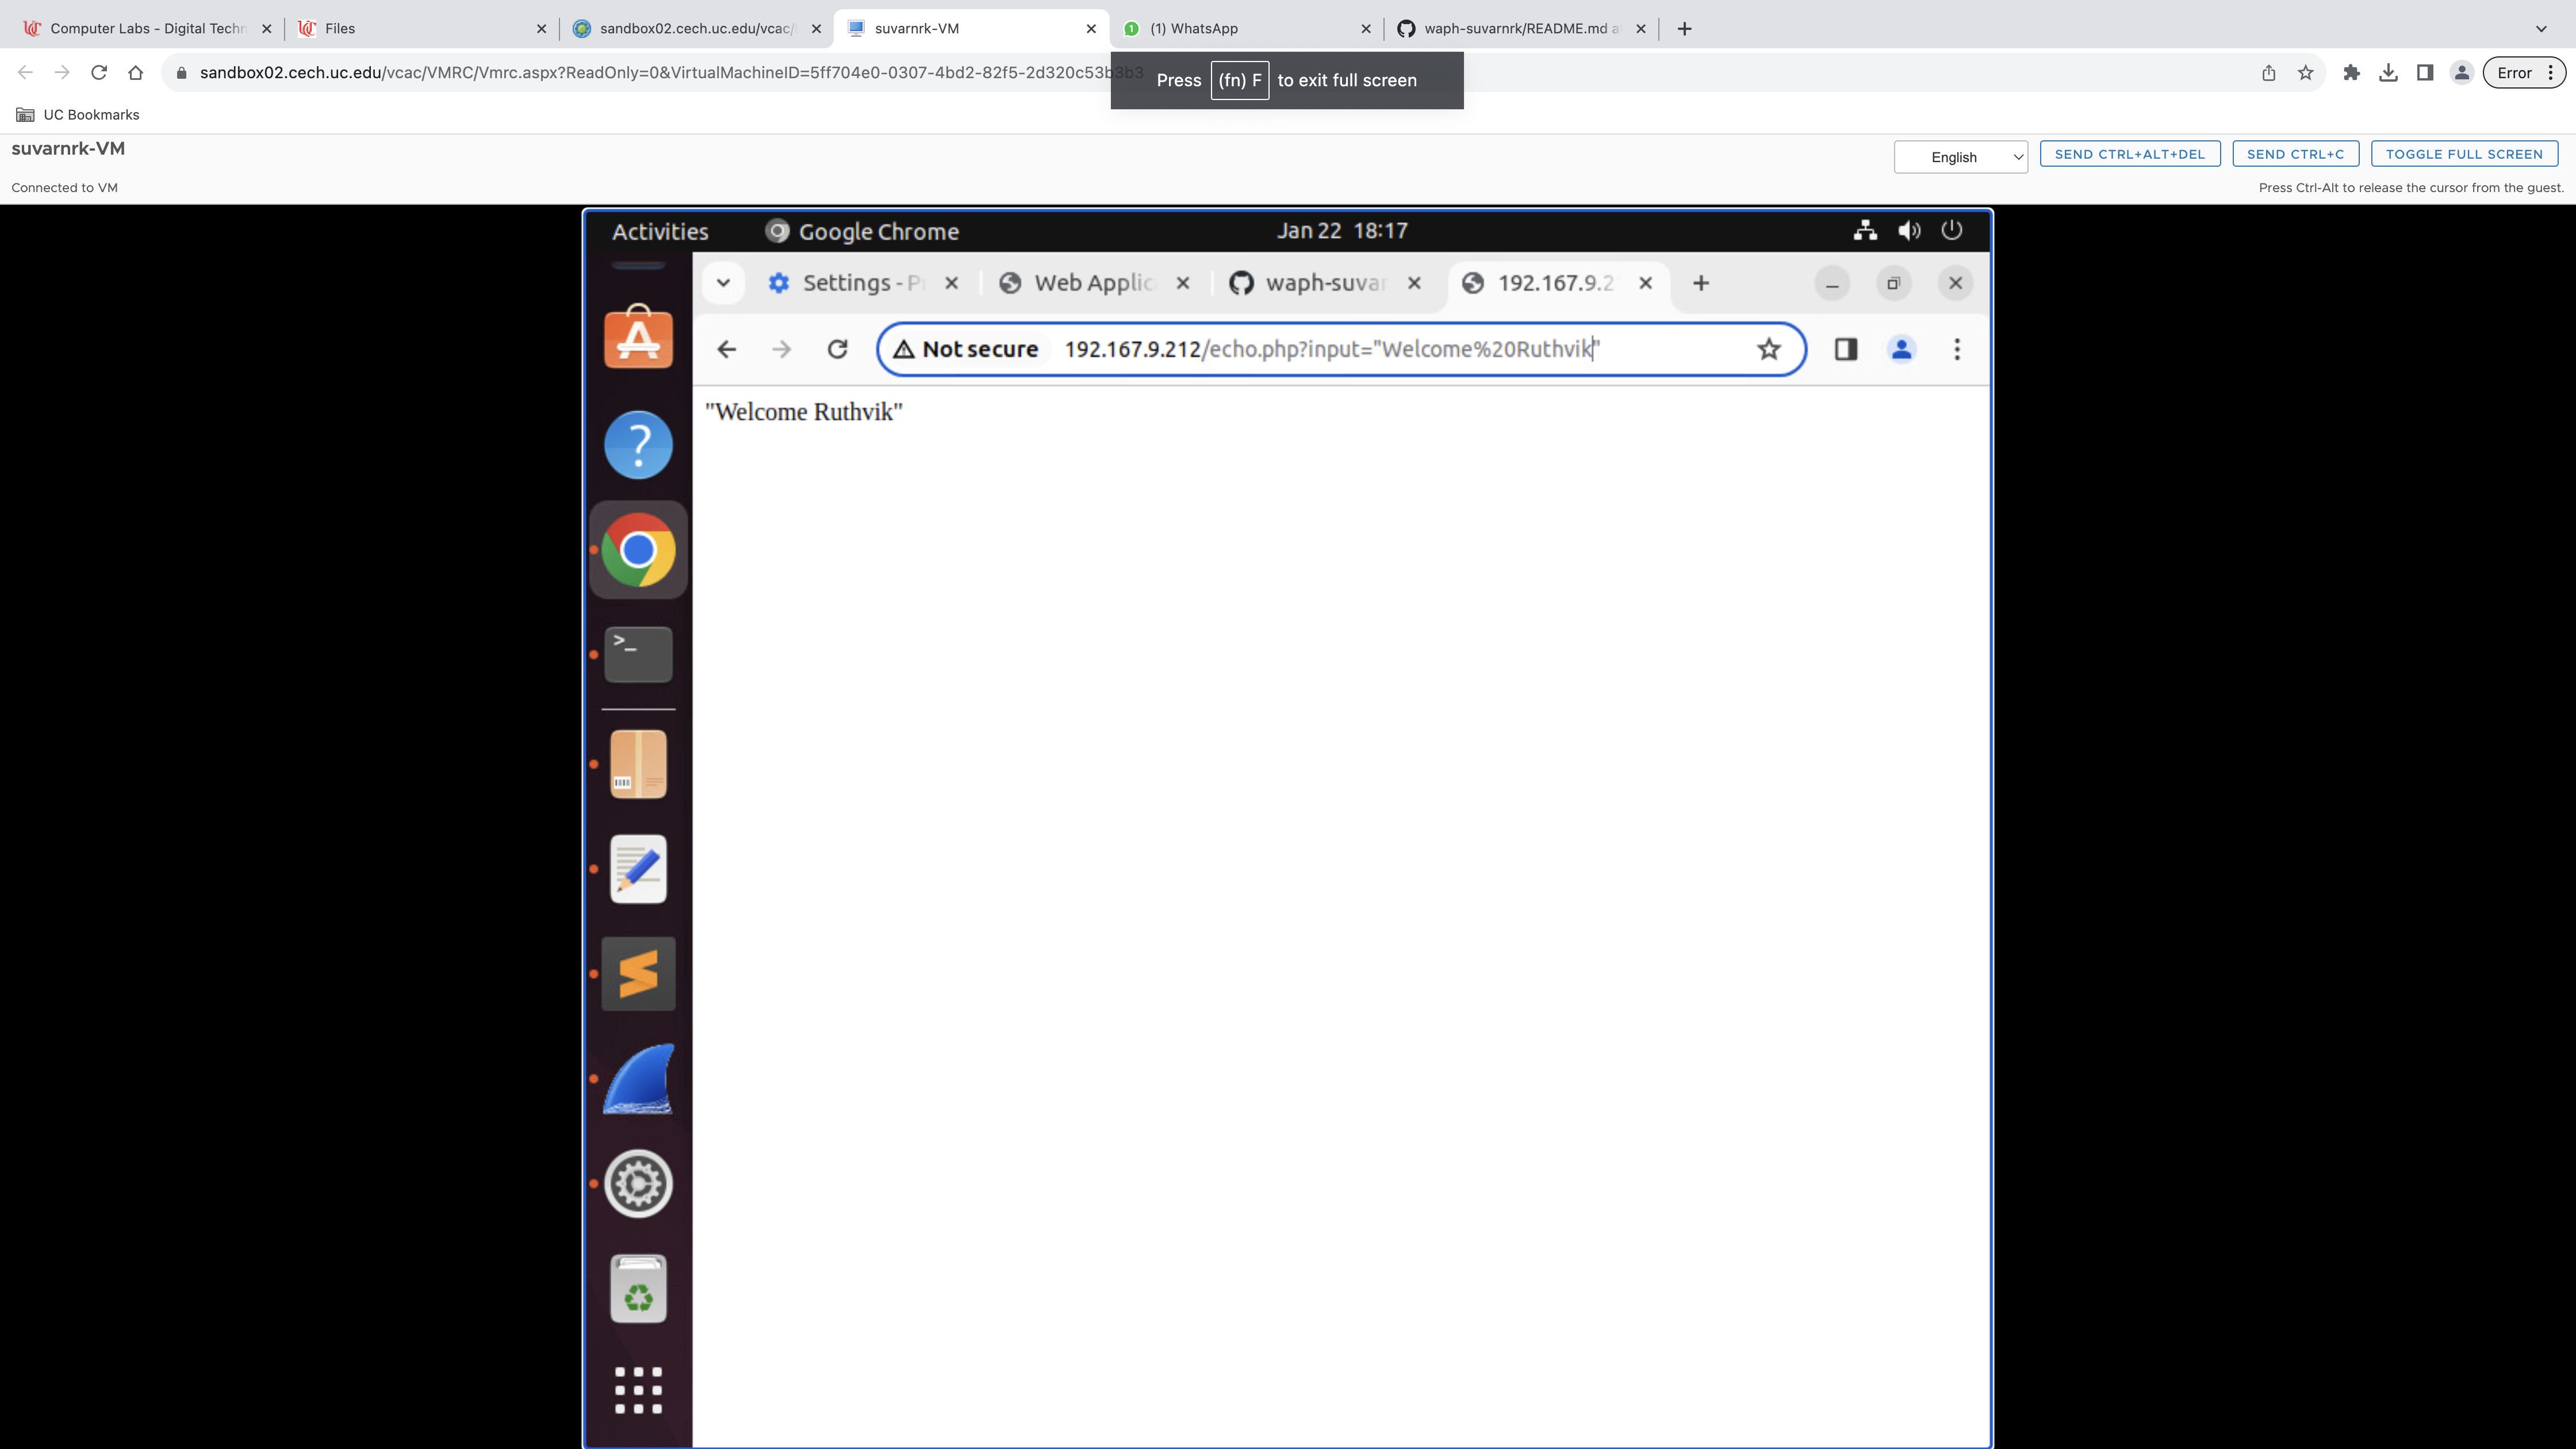 Computer Labs - Digital Techn
Files
sandbox02.cech.uc.edu/vcac/
suvarnrk-VM
(1) WhatsApp
waph-suvarnrk/README.md a
sandbox02.cech.uc.edu/vcac/VMRC/Vmrc.aspx?ReadOnly=0&VirtualMachineID=5ff704e0-0307-4bd2-82f5-2d320c53b3b3
Error
Press (fn) F to exit full screen
UC Bookmarks
suvarnrk-VM
English
SEND CTRL+ALT+DEL
SEND CTRL+C
TOGGLE FULL SCREEN
Connected to VM
Press Ctrl-Alt to release the cursor from the guest.
Activities
Google Chrome
Jan 22 18:17
Settings - P
Web Applic
waph-suvar
192.167.9.2
Not secure
192.167.9.212/echo.php?input="Welcome%20Ruthvik"
"Welcome Ruthvik"